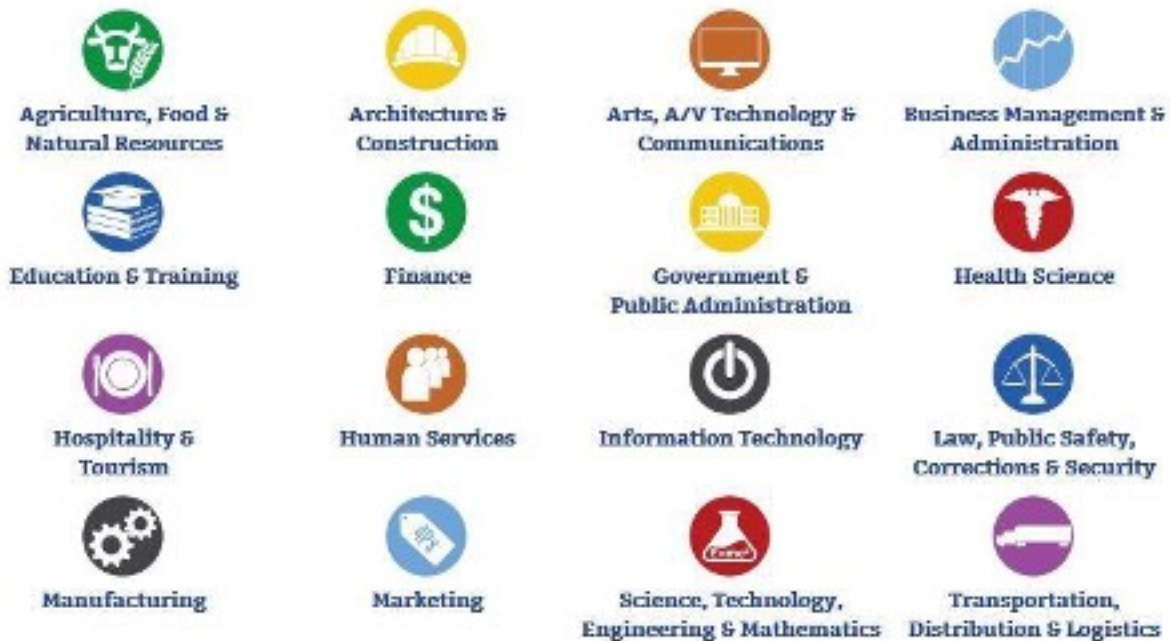 Agriculture, Food &
Natural Resources
Architecture &
Construction
Arts, A/V Technology &
Communications
Business Management &
Administration
Education & Training
$
Finance
Government &
Public Administration
Health Science
Hospitality &
Tourism
Human Services
Information Technology
Law, Public Safety,
Corrections & Security
Manufacturing
Marketing
Science, Technology,
Engineering & Mathematics
Transportation,
Distribution & Logistics